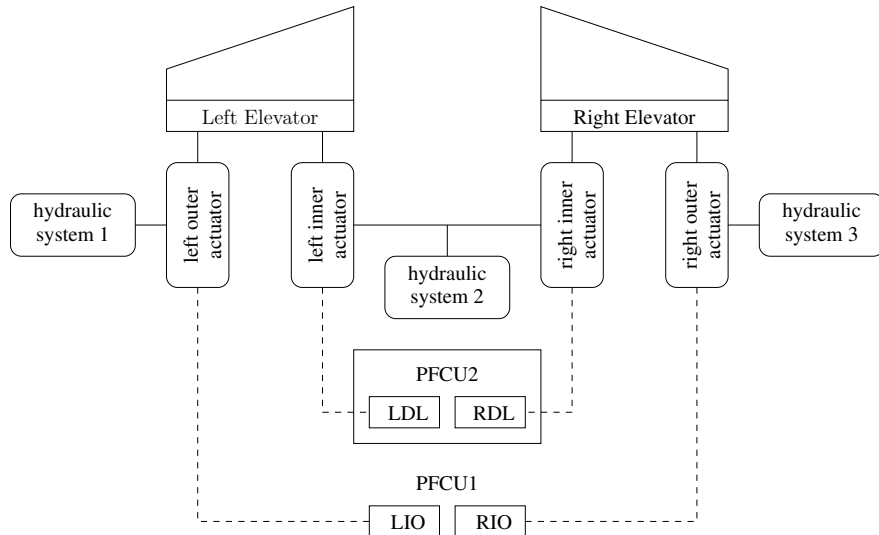 Left Elevator
Right Elevator
hydraulic
system 1
left outer
actuator
left inner
actuator
hydraulic
system 2
right inner
actuator
right outer
actuator
hydraulic
system 3
PFCU2
LDL
RDL
PFCU1
LIO
RIO